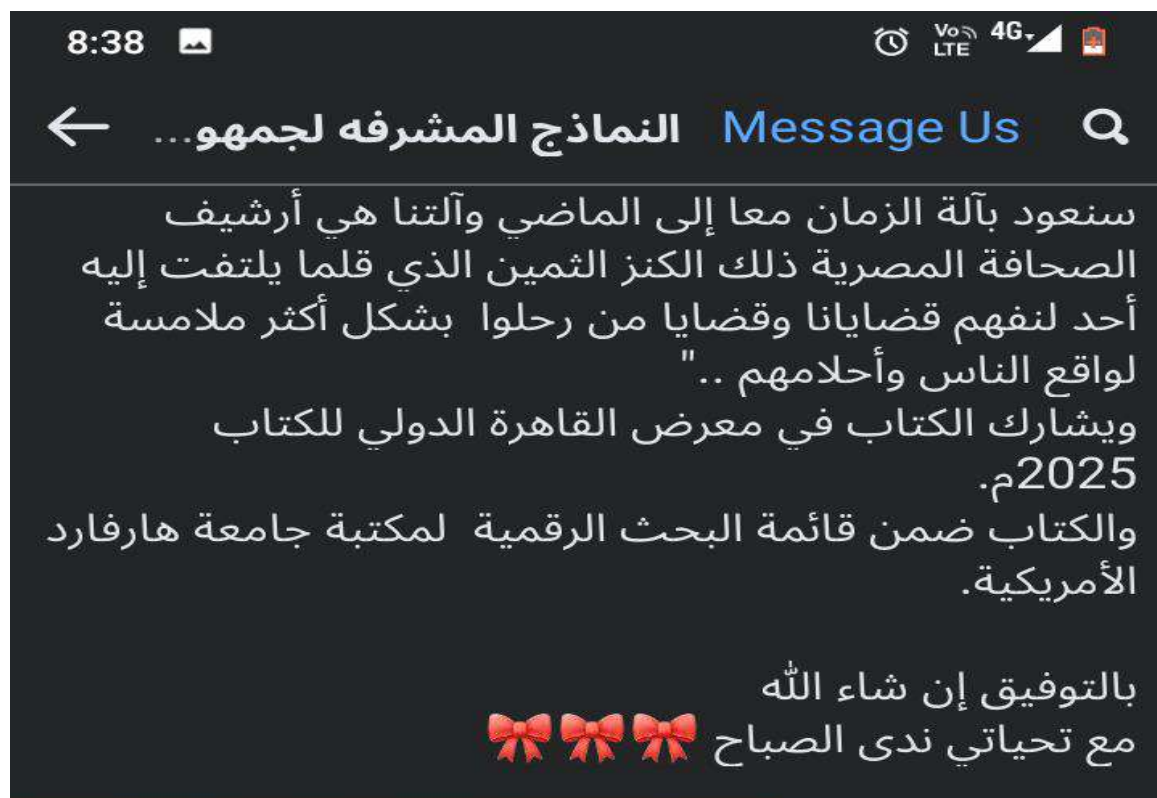 8:38 Vo LTE 4G
النماذج المشرفه لجمهو... Message Us
سنعود بآلة الزمان معا إلى الماضي وآلتنا هي أرشيف
الصحافة المصرية ذلك الكنز الثمين الذي قلما يلتفت إليه
أحد لنفهم قضايانا وقضايا من رحلوا بشكل أكثر ملامسة
لواقع الناس وأحلامهم .."
ويشارك الكتاب في معرض القاهرة الدولي للكتاب
2025م.
والكتاب ضمن قائمة البحث الرقمية لمكتبة جامعة هارفارد
الأمريكية.
بالتوفيق إن شاء الله
مع تحياتي ندى الصباح 🎀🎀🎀